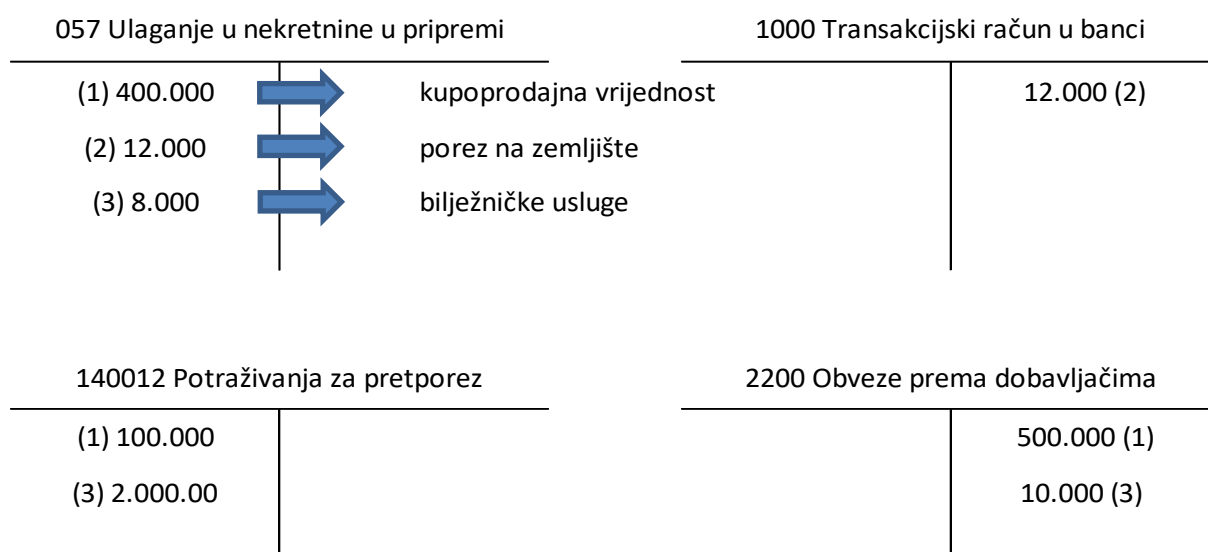 057 Ulaganje u nekretnine u pripremi
1000 Transakcijski račun u banci
(1) 400.000 kupoprodajna vrijednost
12.000 (2)
(2) 12.000 porez na zemljište
(3) 8.000 bilježničke usluge
140012 Potraživanja za pretporez
2200 Obveze prema dobavljačima
(1) 100.000
500.000 (1)
(3) 2.000.00
10.000 (3)